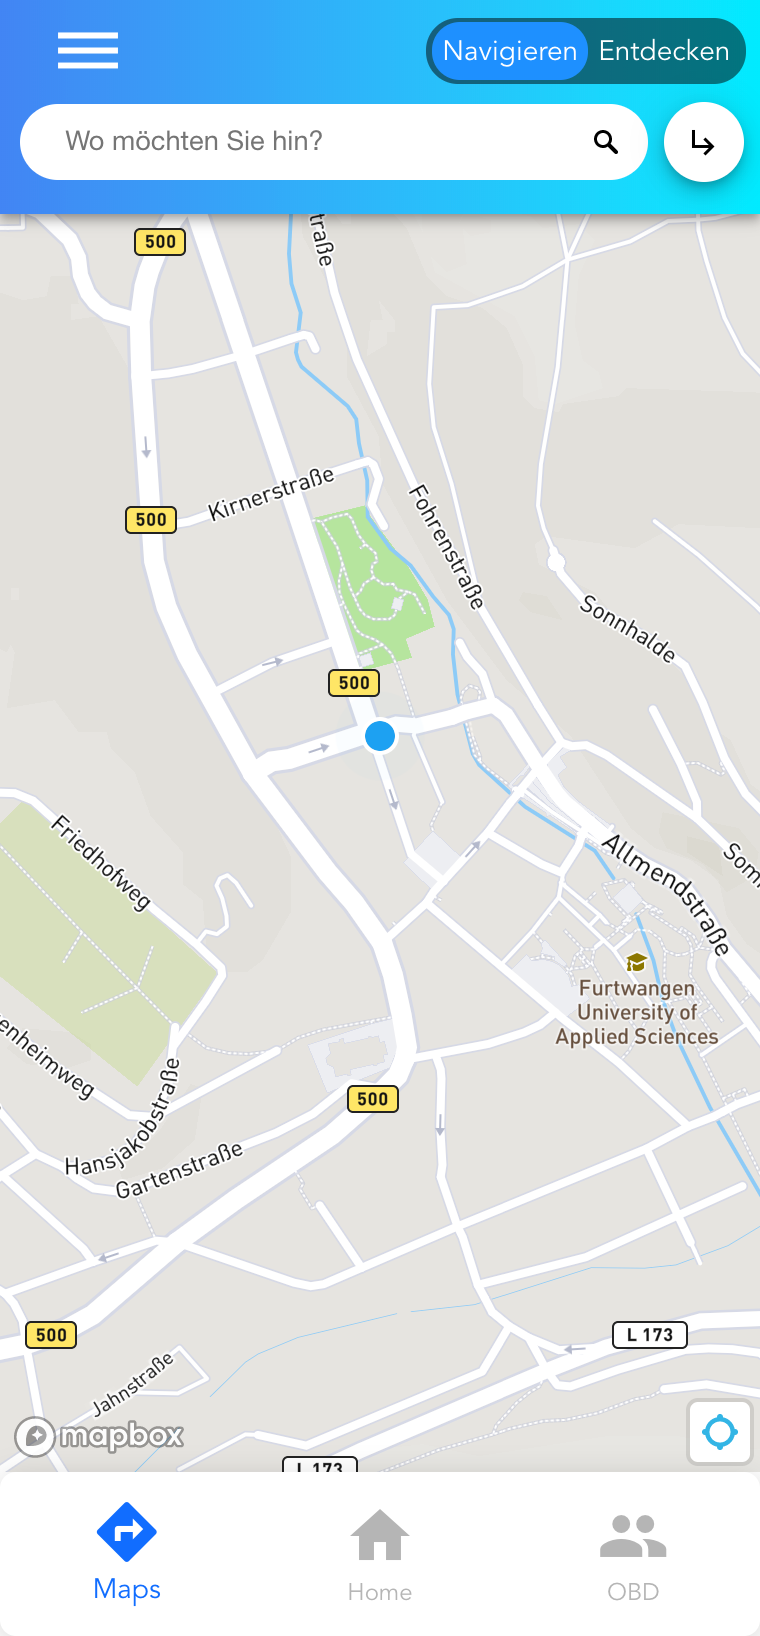 Navigieren
Entdecken
Wo möchten Sie hin?
traße
500
Kirnerstraße
500
Fohrenstraße
Sonnhalde
500
Friedhofweg
Allmendstraße
Som
Furtwangen
University of
Applied Sciences
enheimweg
Hansjakobstraße
500
Gartenstraße
500
L 173
Jahnstraße
mapbox
L 173
Maps
Home
OBD